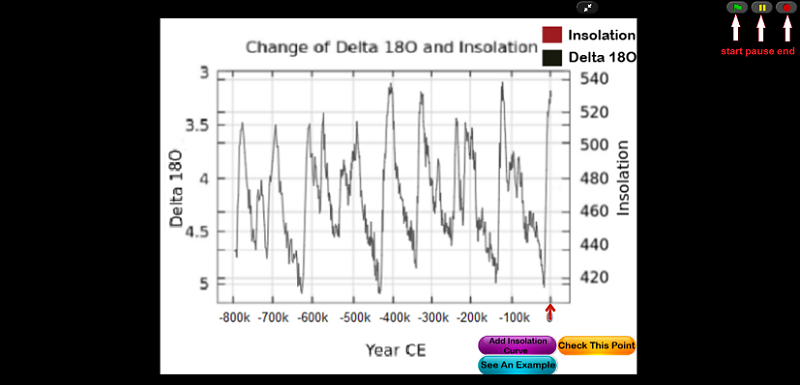 Change of Delta 18O and Insolation
Insolation
Delta 18O
start pause end
3
3.5
4
4.5
5
Delta 18O
540
520
500
480
460
440
420
Insolation
-800k -700k -600k -500k -400k -300k -200k -100k
Year CE
Add Insolation
Curve
Check This Point
See An Example